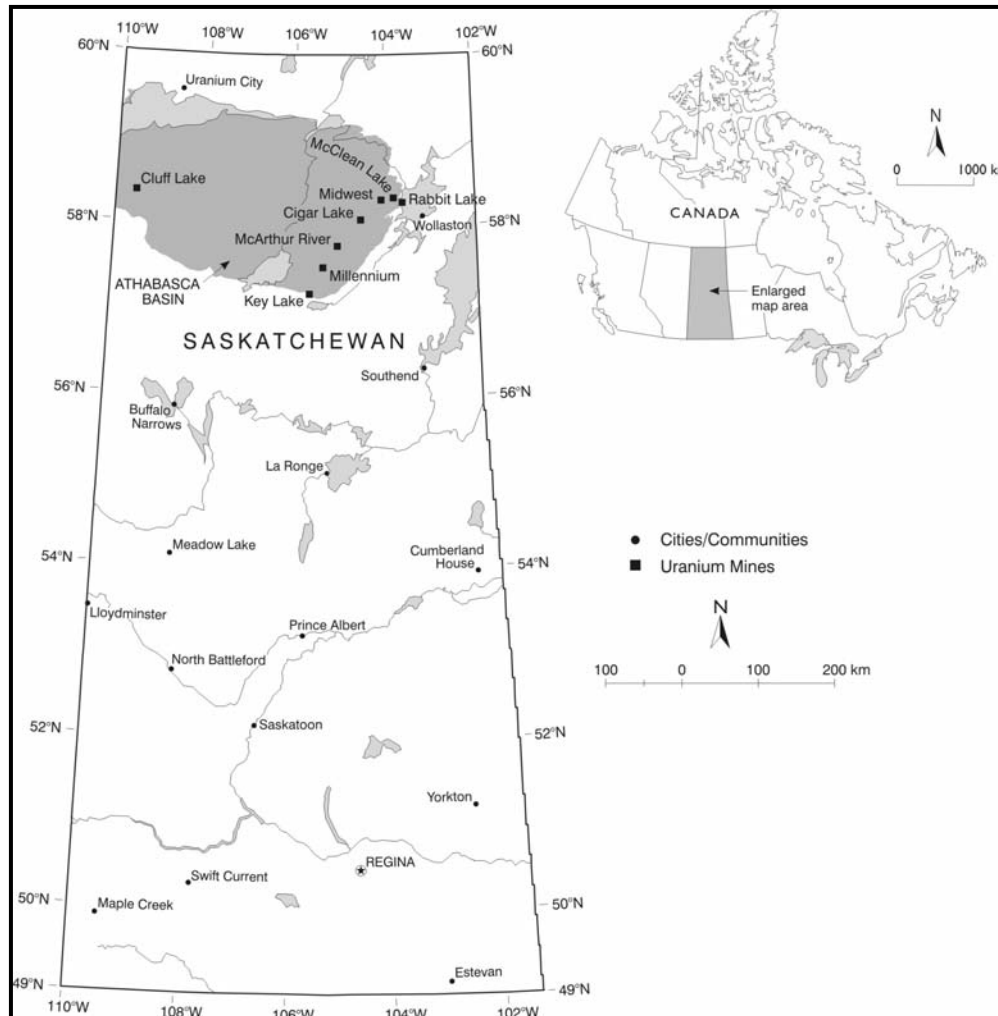 110°W
108°W
106°W
104°W
102°W
60°N
60°N
Uranium City
McClean Lake
Cluff Lake
Midwest
Rabbit Lake
58°N
Cigar Lake
Wollaston
58°N
McArthur River
ATHABASCA
BASIN
Millennium
Key Lake
SASKATCHEWAN
Southend
56°N
56°N
Buffalo
Narrows
La Ronge
54°N
Meadow Lake
Cumberland
House
54°N
Lloydminster
Prince Albert
North Battleford
52°N
Saskatoon
52°N
Yorkton
REGINA
Swift Current
50°N
Maple Creek
50°N
Estevan
49°N
49°N
110°W
108°W
106°W
104°W
102°W
N
0 1000 km
CANADA
Enlarged
map area
Cities/Communities
Uranium Mines
N
100 0 100 200 km